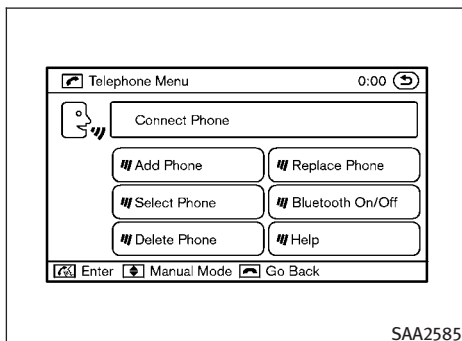 Telephone Menu 0:00
Connect Phone
Add Phone Replace Phone
Select Phone Bluetooth On/Off
Delete Phone Help
Enter Manual Mode Go Back
SAA2585